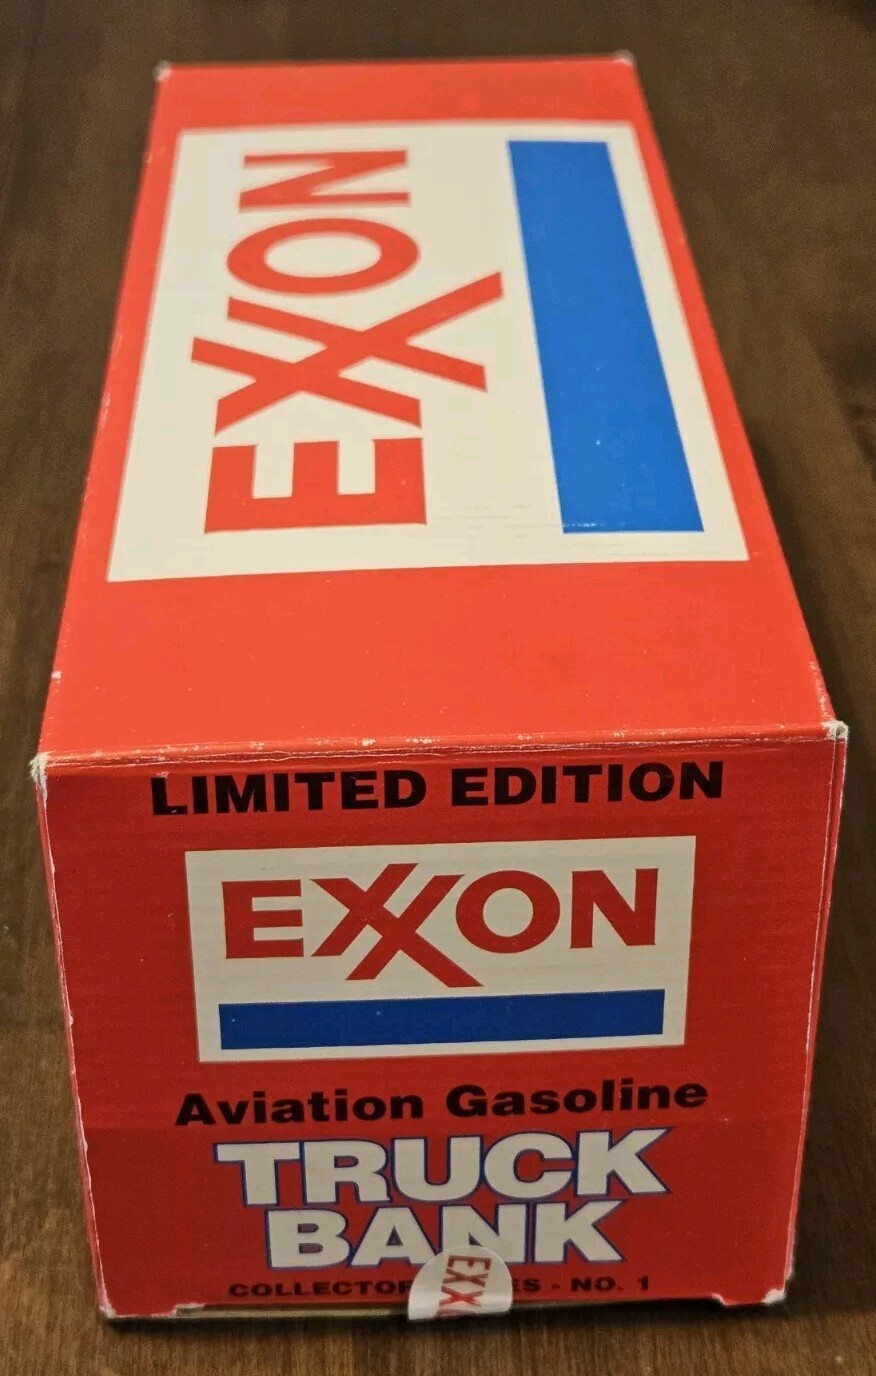 EXXON
LIMITED EDITION
EXXON
Aviation Gasoline
TRUCK
BANK
COLLECTOR - NO. 1
EXX